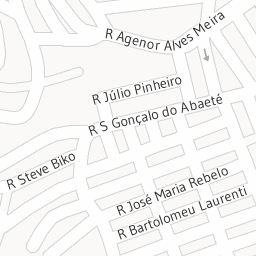 R Agenor Alves Meira
R Júlio Pinheiro
R S Gonçalo do Abaeté
R Steve Biko
R José Maria Rebelo
R Bartolomeu Laurenti